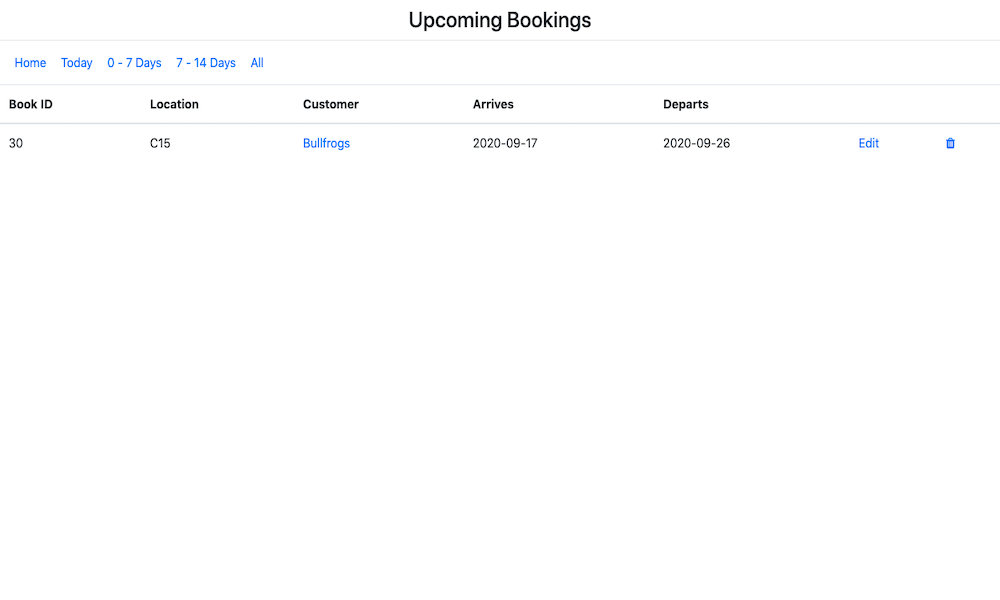 Upcoming Bookings
Home Today 0 - 7 Days 7 - 14 Days All
Book ID Location Customer Arrives Departs
30 C15 Bullfrogs 2020-09-17 2020-09-26 Edit